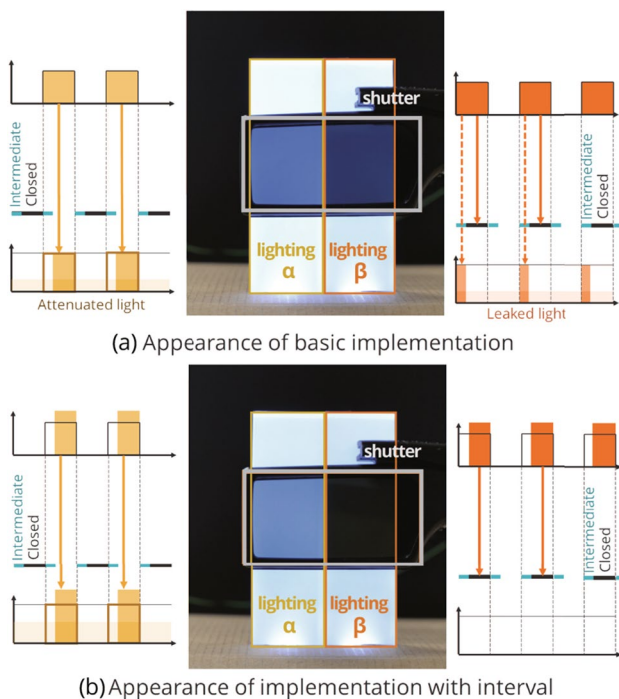 shutter
Intermediate
Closed
lighting
α
lighting
β
Intermediate
Closed
Attenuated light
Leaked light
(a) Appearance of basic implementation
shutter
Intermediate
Closed
lighting
α
lighting
β
Intermediate
Closed
(b) Appearance of implementation with interval